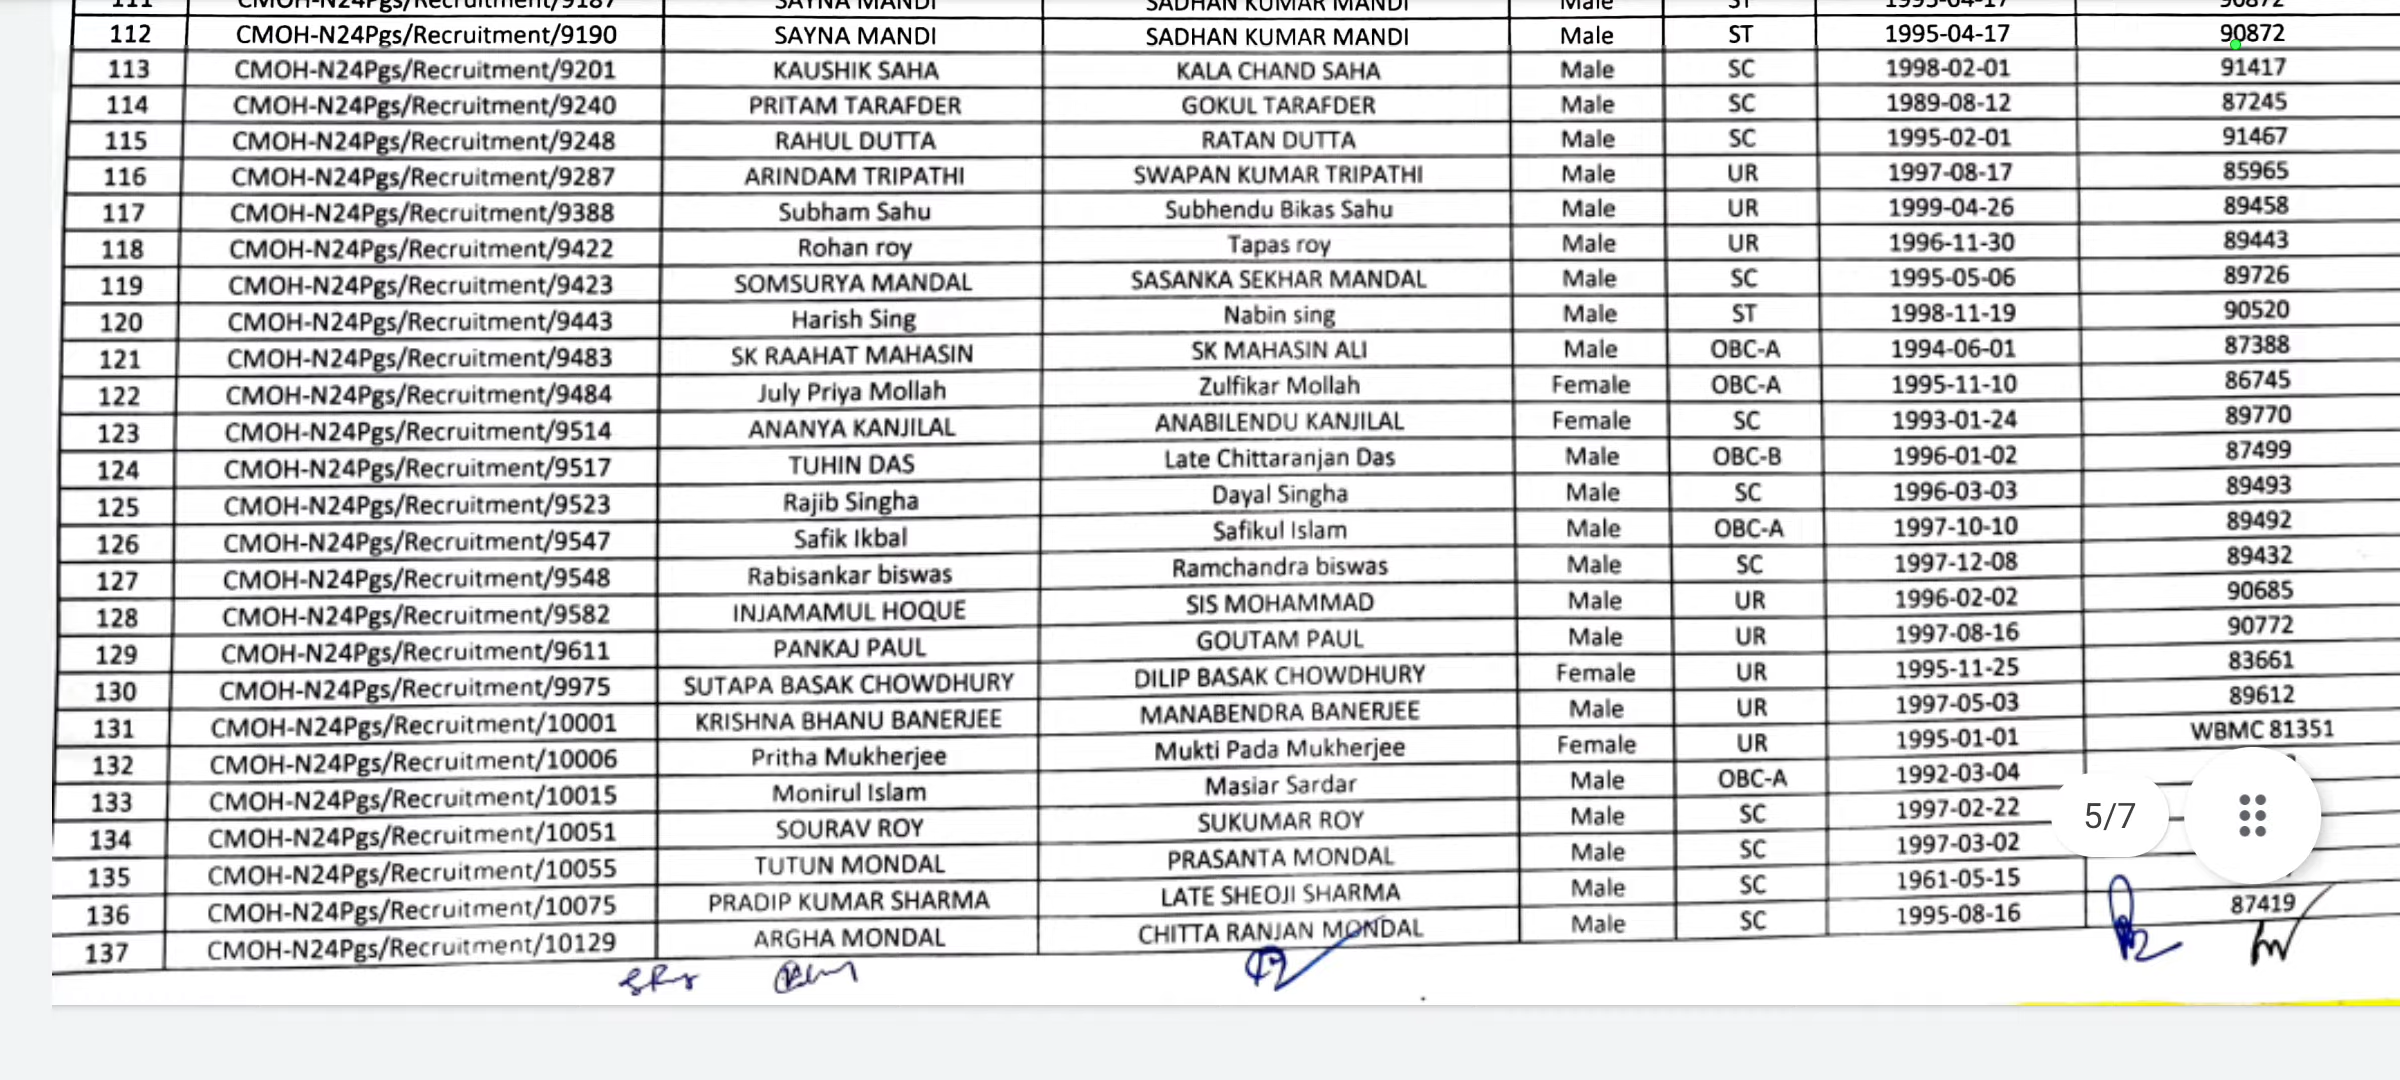 111 CMOH-N24Pgs/Recruitment/9187 SAYNA MANDI SADHAN KUMAR MANDI Male ST 1995-04-17 90872
112 CMOH-N24Pgs/Recruitment/9190 SAYNA MANDI SADHAN KUMAR MANDI Male ST 1995-04-17 90872
113 CMOH-N24Pgs/Recruitment/9201 KAUSHIK SAHA KALA CHAND SAHA Male SC 1998-02-01 91417
114 CMOH-N24Pgs/Recruitment/9240 PRITAM TARAFDER GOKUL TARAFDER Male SC 1989-08-12 87245
115 CMOH-N24Pgs/Recruitment/9248 RAHUL DUTTA RATAN DUTTA Male SC 1995-02-01 91467
116 CMOH-N24Pgs/Recruitment/9287 ARINDAM TRIPATHI SWAPAN KUMAR TRIPATHI Male UR 1997-08-17 85965
117 CMOH-N24Pgs/Recruitment/9388 Subham Sahu Subhendu Bikas Sahu Male UR 1999-04-26 89458
118 CMOH-N24Pgs/Recruitment/9422 Rohan roy Tapas roy Male UR 1996-11-30 89443
119 CMOH-N24Pgs/Recruitment/9423 SOMSURYA MANDAL SASANKA SEKHAR MANDAL Male SC 1995-05-06 89726
120 CMOH-N24Pgs/Recruitment/9443 Harish Sing Nabin sing Male ST 1998-11-19 90520
121 CMOH-N24Pgs/Recruitment/9483 SK RAAHAT MAHASIN SK MAHASIN ALI Male OBC-A 1994-06-01 87388
122 CMOH-N24Pgs/Recruitment/9484 July Priya Mollah Zulfikar Mollah Female OBC-A 1995-11-10 86745
123 CMOH-N24Pgs/Recruitment/9514 ANANYA KANJILAL ANABILENDU KANJILAL Female SC 1993-01-24 89770
124 CMOH-N24Pgs/Recruitment/9517 TUHIN DAS Late Chittaranjan Das Male OBC-B 1996-01-02 87499
125 CMOH-N24Pgs/Recruitment/9523 Rajib Singha Dayal Singha Male SC 1996-03-03 89493
126 CMOH-N24Pgs/Recruitment/9547 Safik Ikbal Safikul Islam Male OBC-A 1997-10-10 89492
127 CMOH-N24Pgs/Recruitment/9548 Rabisankar biswas Ramchandra biswas Male SC 1997-12-08 89432
128 CMOH-N24Pgs/Recruitment/9582 INJAMAMUL HOQUE SIS MOHAMMAD Male UR 1996-02-02 90685
129 CMOH-N24Pgs/Recruitment/9611 PANKAJ PAUL GOUTAM PAUL Male UR 1997-08-16 90772
130 CMOH-N24Pgs/Recruitment/9975 SUTAPA BASAK CHOWDHURY DILIP BASAK CHOWDHURY Female UR 1995-11-25 83661
131 CMOH-N24Pgs/Recruitment/10001 KRISHNA BHANU BANERJEE MANABENDRA BANERJEE Male UR 1997-05-03 89612
132 CMOH-N24Pgs/Recruitment/10006 Pritha Mukherjee Mukti Pada Mukherjee Female UR 1995-01-01 WBMC 81351
133 CMOH-N24Pgs/Recruitment/10015 Monirul Islam Masiar Sardar Male OBC-A 1992-03-04
134 CMOH-N24Pgs/Recruitment/10051 SOURAV ROY SUKUMAR ROY Male SC 1997-02-22
5/7
135 CMOH-N24Pgs/Recruitment/10055 TUTUN MONDAL PRASANTA MONDAL Male SC 1997-03-02
136 CMOH-N24Pgs/Recruitment/10075 PRADIP KUMAR SHARMA LATE SHEOJI SHARMA Male SC 1961-05-15
137 CMOH-N24Pgs/Recruitment/10129 ARGHA MONDAL CHITTA RANJAN MONDAL Male SC 1995-08-16 87419